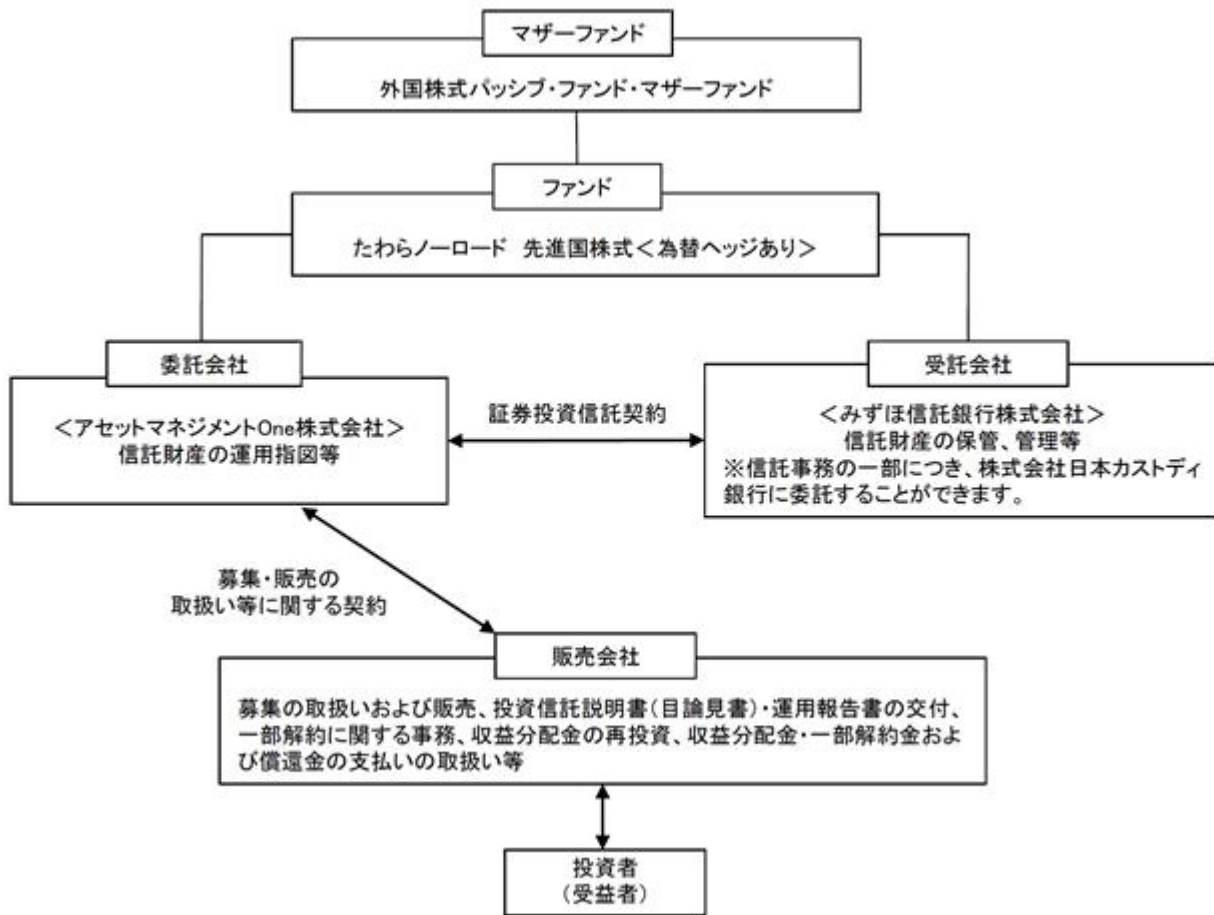 マザーファンド
外国株式パッシブ・ファンド・マザーファンド
ファンド
たわらノーロード 先進国株式＜為替ヘッジあり＞
委託会社
＜アセットマネジメントOne株式会社＞
信託財産の運用指図等
証券投資信託契約
受託会社
＜みずほ信託銀行株式会社＞
信託財産の保管、管理等
※信託事務の一部につき、株式会社日本カストディ
銀行に委託することができます。
募集・販売の
取扱い等に関する契約
販売会社
募集の取扱いおよび販売、投資信託説明書（目論見書）・運用報告書の交付、
一部解約に関する事務、収益分配金の再投資、収益分配金・一部解約金およ
び償還金の支払いの取扱い等
投資者
（受益者）